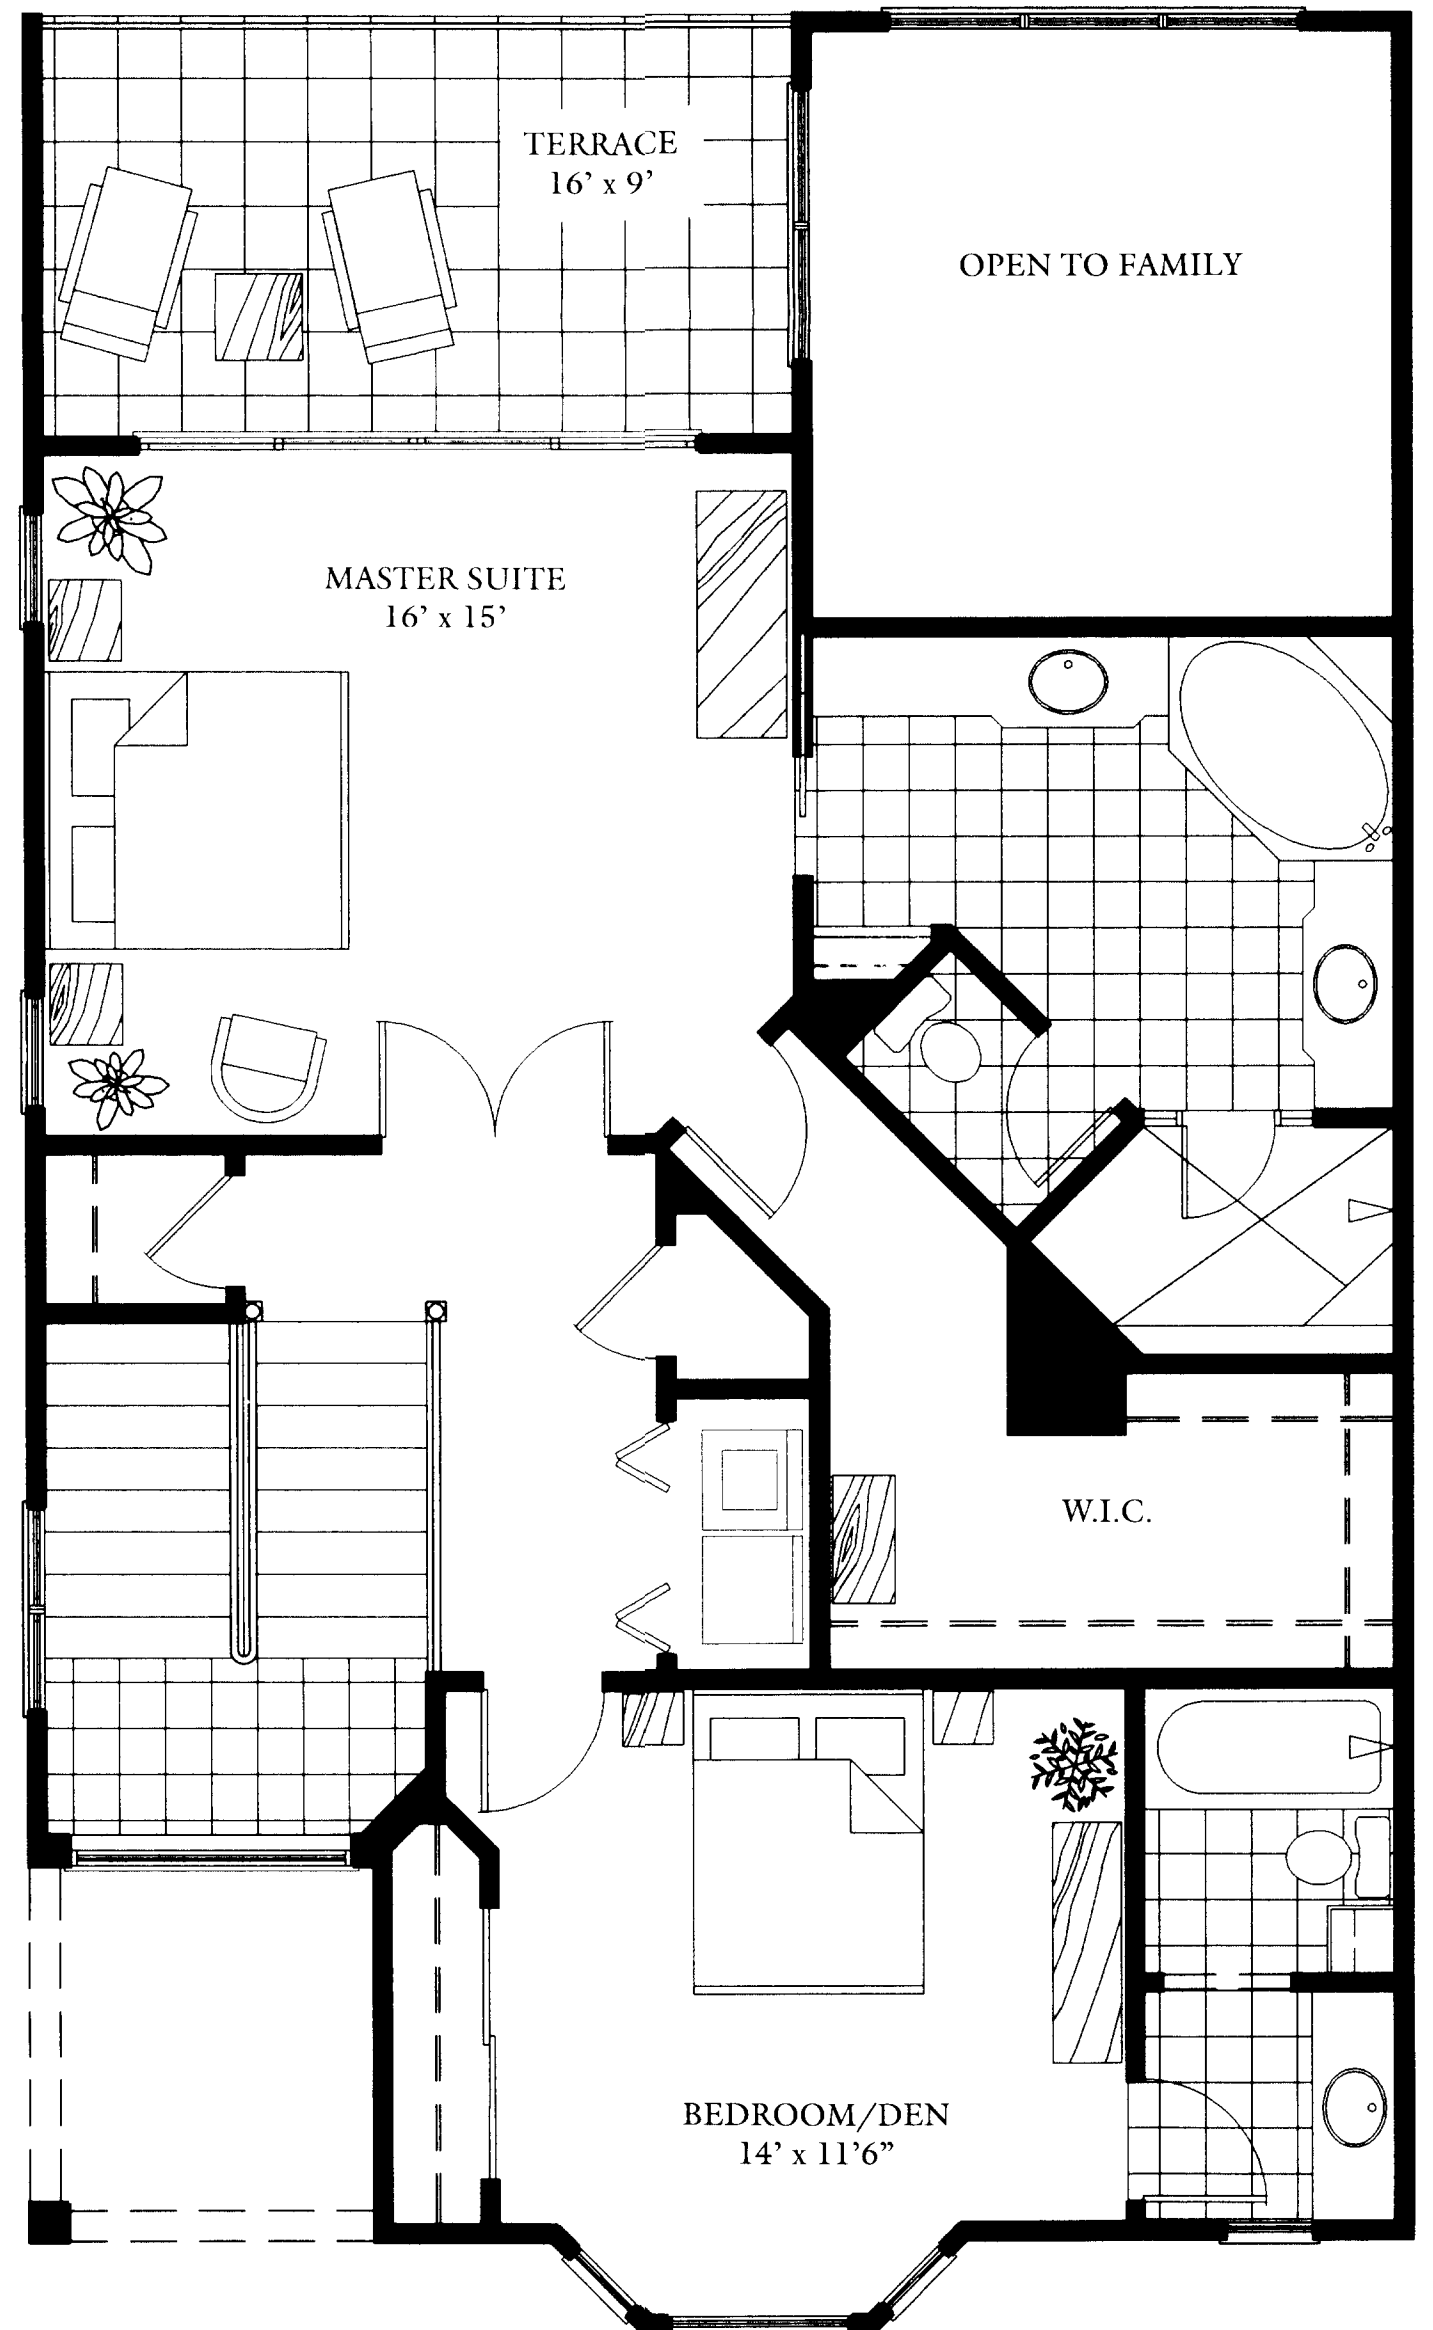 TERRACE
16’ x 9’
OPEN TO FAMILY
MASTER SUITE
16’ x 15’
W.I.C.
BEDROOM/DEN
14’ x 11’6”